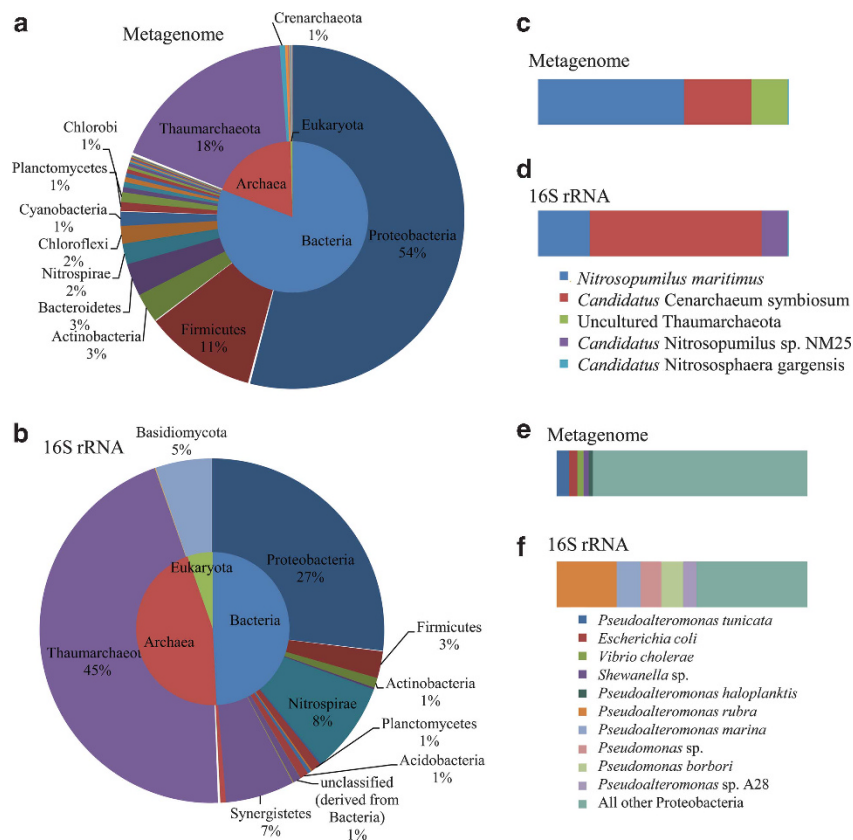 a
Metagenome
Crenarchaeota
1%
Eukaryota
Thaumarchaeota
18%
Archaea
Bacteria
Proteobacteria
54%
Chlorobi
1%
Planctomycetes
1%
Cyanobacteria
1%
Chloroflexi
2%
Nitrospirae
2%
Bacteroidetes
3%
Actinobacteria
3%
Firmicutes
11%
b
16S rRNA
Basidiomycota
5%
Eukaryota
Proteobacteria
27%
Archaea
Bacteria
Thaumarchaeota
45%
Firmicutes
3%
Actinobacteria
1%
Nitrospirae
8%
Planctomycetes
1%
Acidobacteria
1%
unclassified
(derived from
Bacteria)
1%
Synergistetes
7%
c
Metagenome
d
16S rRNA
Nitrosopumilus maritimus
Candidatus Cenarchaeum symbiosum
Uncultured Thaumarchaeota
Candidatus Nitrosopumilus sp. NM25
Candidatus Nitrososphaera gargensis
e
Metagenome
f
16S rRNA
Pseudoalteromonas tunicata
Escherichia coli
Vibrio cholerae
Shewanella sp.
Pseudoalteromonas haloplanktis
Pseudoalteromonas rubra
Pseudoalteromonas marina
Pseudomonas sp.
Pseudomonas borbori
Pseudoalteromonas sp. A28
All other Proteobacteria